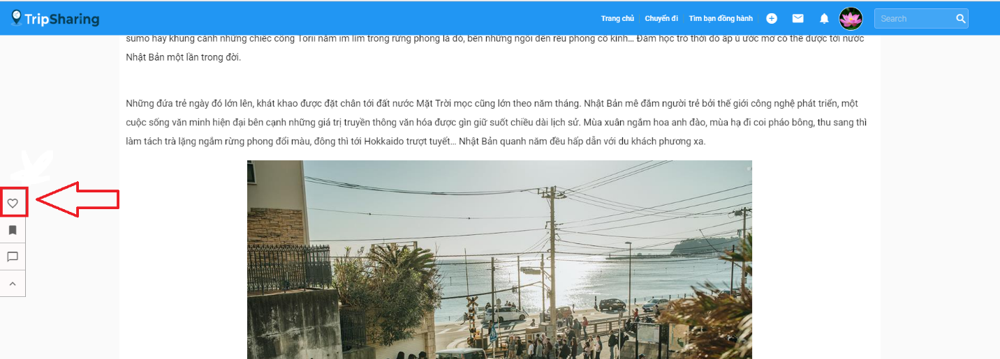 TripSharing
Trang chủ Chuyến đi Tìm bạn đồng hành Search
sumo hay khung cảnh những chiếc cổng Torii nằm im lìm trong rừng phong lá đỏ, bên những ngôi đền rêu phong cổ kính… Đám học trò thời đó ấp ủ ước mơ có thể được tới nước
Nhật Bản một lần trong đời.
Những đứa trẻ ngày đó lớn lên, khát khao được đặt chân tới đất nước Mặt Trời mọc cũng lớn theo năm tháng. Nhật Bản mê đắm người trẻ bởi thế giới công nghệ phát triển, một
cuộc sống văn minh hiện đại bên cạnh những giá trị truyền thông văn hóa được gìn giữ suốt chiều dài lịch sử. Mùa xuân ngắm hoa anh đào, mùa hạ đi coi pháo bông, thu sang thì
làm tách trà lặng ngắm rừng phong đổi màu, đông thì tới Hokkaido trượt tuyết… Nhật Bản quanh năm đều hấp dẫn với du khách phương xa.